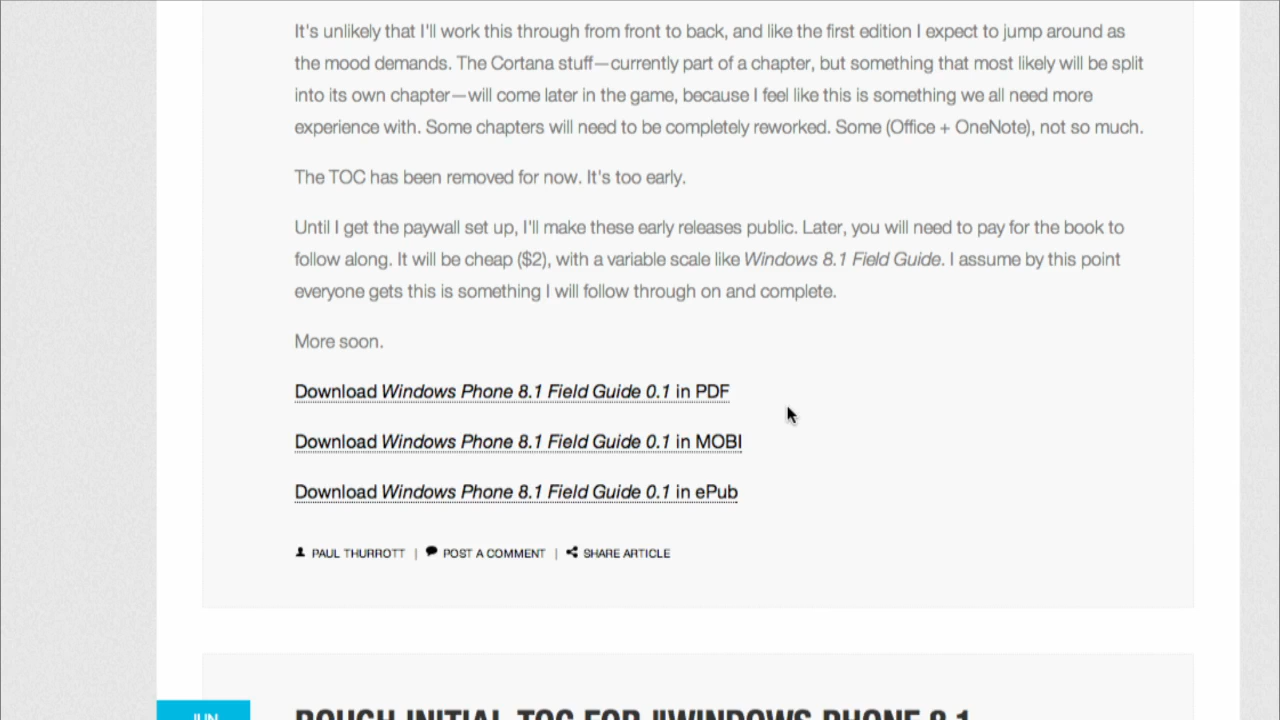 It's unlikely that I'll work this through from front to back, and like the first edition I expect to jump around as
the mood demands. The Cortana stuff—currently part of a chapter, but something that most likely will be split
into its own chapter—will come later in the game, because I feel like this is something we all need more
experience with. Some chapters will need to be completely reworked. Some (Office + OneNote), not so much.
The TOC has been removed for now. It's too early.
Until I get the paywall set up, I'll make these early releases public. Later, you will need to pay for the book to
follow along. It will be cheap ($2), with a variable scale like Windows 8.1 Field Guide. I assume by this point
everyone gets this is something I will follow through on and complete.
More soon.
Download Windows Phone 8.1 Field Guide 0.1 in PDF
Download Windows Phone 8.1 Field Guide 0.1 in MOBI
Download Windows Phone 8.1 Field Guide 0.1 in ePub
PAUL THURROTT | POST A COMMENT | SHARE ARTICLE
JUN
ROUGH INITIAL TOC FOR "WINDOWS PHONE 8.1